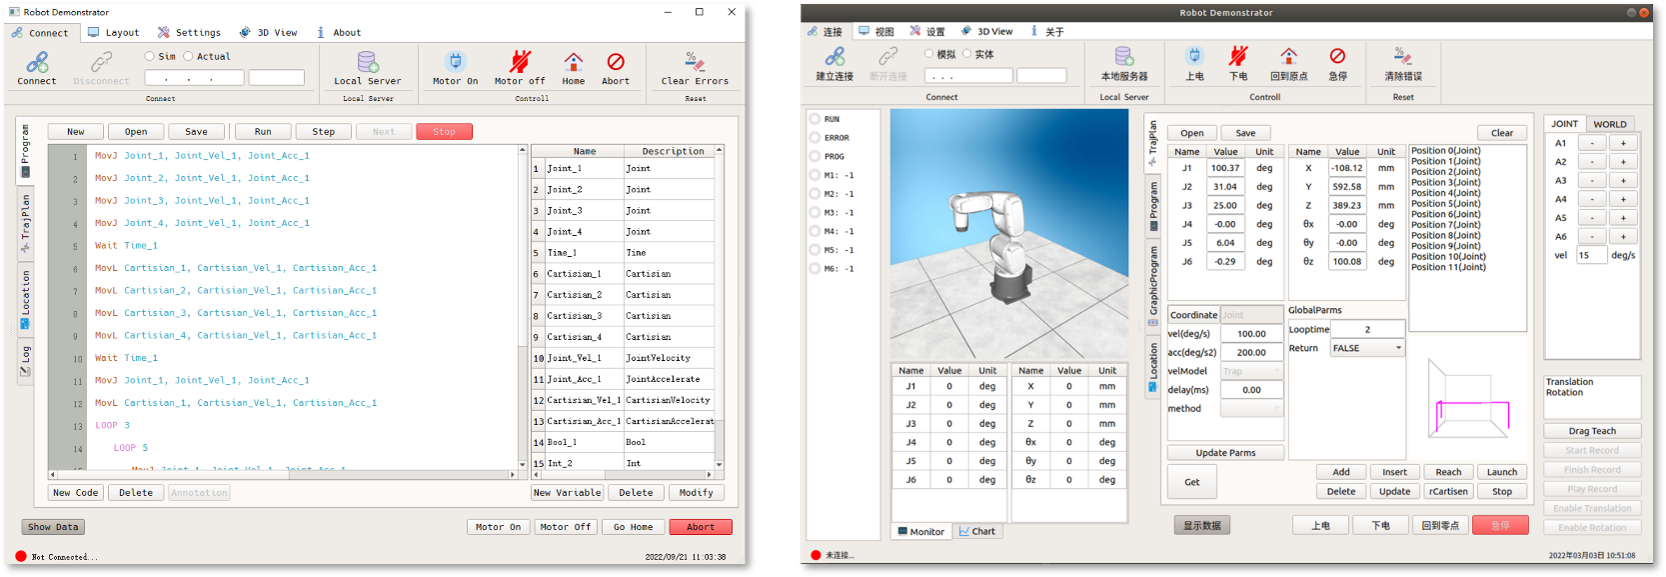 Robot Demonstrator
Connect Layout Settings 3D View About
Sim Actual
. . .
Connect Disconnect Local Server Motor On Motor off Home Abort Clear Errors
Connect Local Server Controll Reset
Program
TrajPlan
Location
Log
New Open Save Run Step Next Stop
1 MovJ Joint_1, Joint_Vel_1, Joint_Acc_1
2 MovJ Joint_2, Joint_Vel_1, Joint_Acc_1
3 MovJ Joint_3, Joint_Vel_1, Joint_Acc_1
4 MovJ Joint_4, Joint_Vel_1, Joint_Acc_1
5 Wait Time_1
6 MovL Cartisian_1, Cartisian_Vel_1, Cartisian_Acc_1
7 MovL Cartisian_2, Cartisian_Vel_1, Cartisian_Acc_1
8 MovL Cartisian_3, Cartisian_Vel_1, Cartisian_Acc_1
9 MovL Cartisian_4, Cartisian_Vel_1, Cartisian_Acc_1
10 Wait Time_1
11 MovJ Joint_1, Joint_Vel_1, Joint_Acc_1
12 MovL Cartisian_1, Cartisian_Vel_1, Cartisian_Acc_1
13 LOOP 3
14 LOOP 5
15 MovJ Joint_1, Joint_Vel_1, Joint_Acc_1
Name Description
1 Joint_1 Joint
2 Joint_2 Joint
3 Joint_3 Joint
4 Joint_4 Joint
5 Time_1 Time
6 Cartisian_1 Cartisian
7 Cartisian_2 Cartisian
8 Cartisian_3 Cartisian
9 Cartisian_4 Cartisian
10 Joint_Vel_1 JointVelocity
11 Joint_Acc_1 JointAccelerate
12 Cartisian_Vel_1 CartisianVelocity
13 Cartisian_Acc_1 CartisianAccelerat
14 Bool_1 Bool
15 Int_2 Int
New Code Delete Annotation New Variable Delete Modify
Show Data Motor On Motor Off Go Home Abort
Not Connected... 2022/09/21 11:03:38
Robot Demonstrator
连接 视图 设置 3D View 关于
模拟 实体
. . .
建立连接 断开连接 本地服务器 上电 下电 回到原点 急停 清除错误
Connect Local Server Controll Reset
RUN
ERROR
PROG
M1: -1
M2: -1
M3: -1
M4: -1
M5: -1
M6: -1
Name Value Unit Name Value Unit
J1 0 deg X 0 mm
J2 0 deg Y 0 mm
J3 0 deg Z 0 mm
J4 0 deg θx 0 deg
J5 0 deg θy 0 deg
J6 0 deg θz 0 deg
Monitor Chart
TrajPlan
Program
GraphicProgram
Location
Open Save Clear
Name Value Unit Name Value Unit
J1 100.37 deg X -108.12 mm
J2 31.04 deg Y 592.58 mm
J3 25.00 deg Z 389.23 mm
J4 -0.00 deg θx -0.00 deg
J5 6.04 deg θy -0.00 deg
J6 -0.29 deg θz 100.08 deg
Position 0(Joint)
Position 1(Joint)
Position 2(Joint)
Position 3(Joint)
Position 4(Joint)
Position 5(Joint)
Position 6(Joint)
Position 7(Joint)
Position 8(Joint)
Position 9(Joint)
Position 10(Joint)
Position 11(Joint)
Coordinate Joint
vel(deg/s) 100.00
acc(deg/s2) 200.00
velModel Trap
delay(ms) 0.00
method
GlobalParms
Looptime 2
Return FALSE
Update Parms
Get
Add Insert Reach Launch
Delete Update rCartisen Stop
JOINT WORLD
A1 - +
A2 - +
A3 - +
A4 - +
A5 - +
A6 - +
vel 15 deg/s
Translation
Rotation
Drag Teach
Start Record
Finish Record
Play Record
Enable Translation
Enable Rotation
显示数据 上电 下电 回到零点 急停
未连接... 2022年03月03日 10:51:08